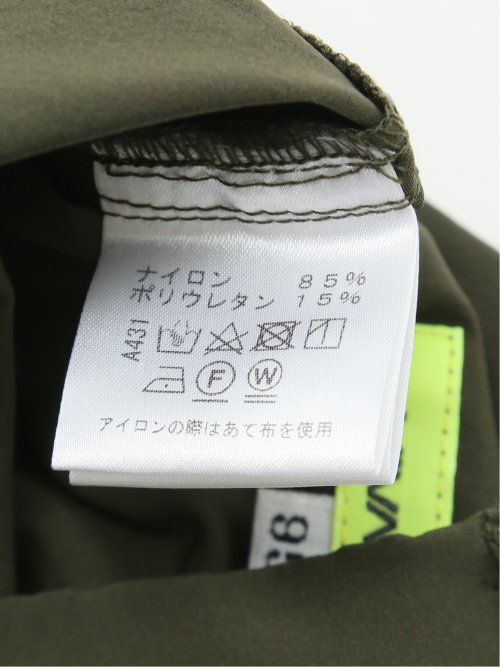 ナイロン 85%
ポリウレタン 15%
A431
F W
アイロンの際はあて布を使用